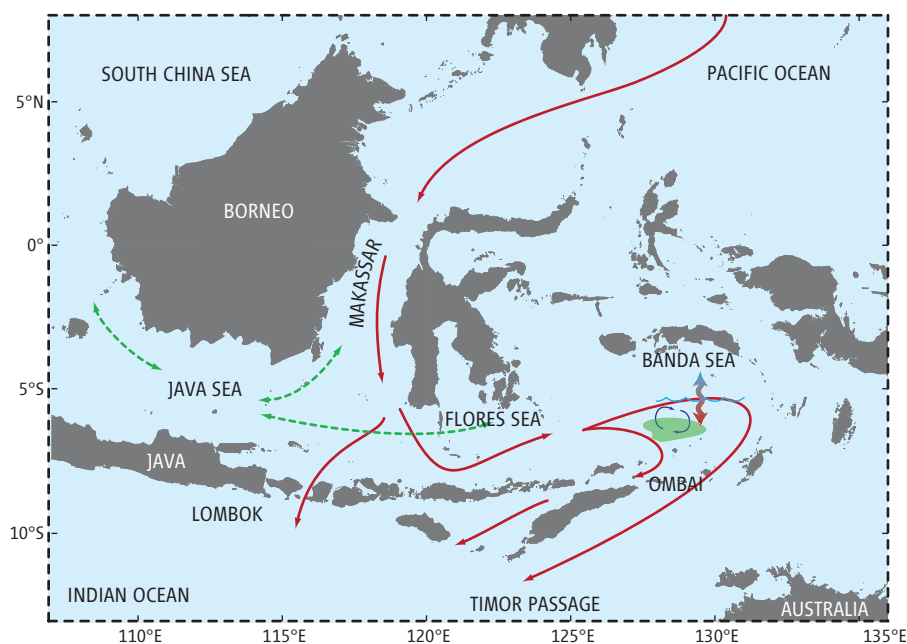 SOUTH CHINA SEA
PACIFIC OCEAN
5°N
BORNEO
0°
MAKASSAR
BANDA SEA
5°S
JAVA SEA
FLORES SEA
JAVA
OMBAI
LOMBOK
10°S
INDIAN OCEAN
TIMOR PASSAGE
AUSTRALIA
110°E
115°E
120°E
125°E
130°E
135°E